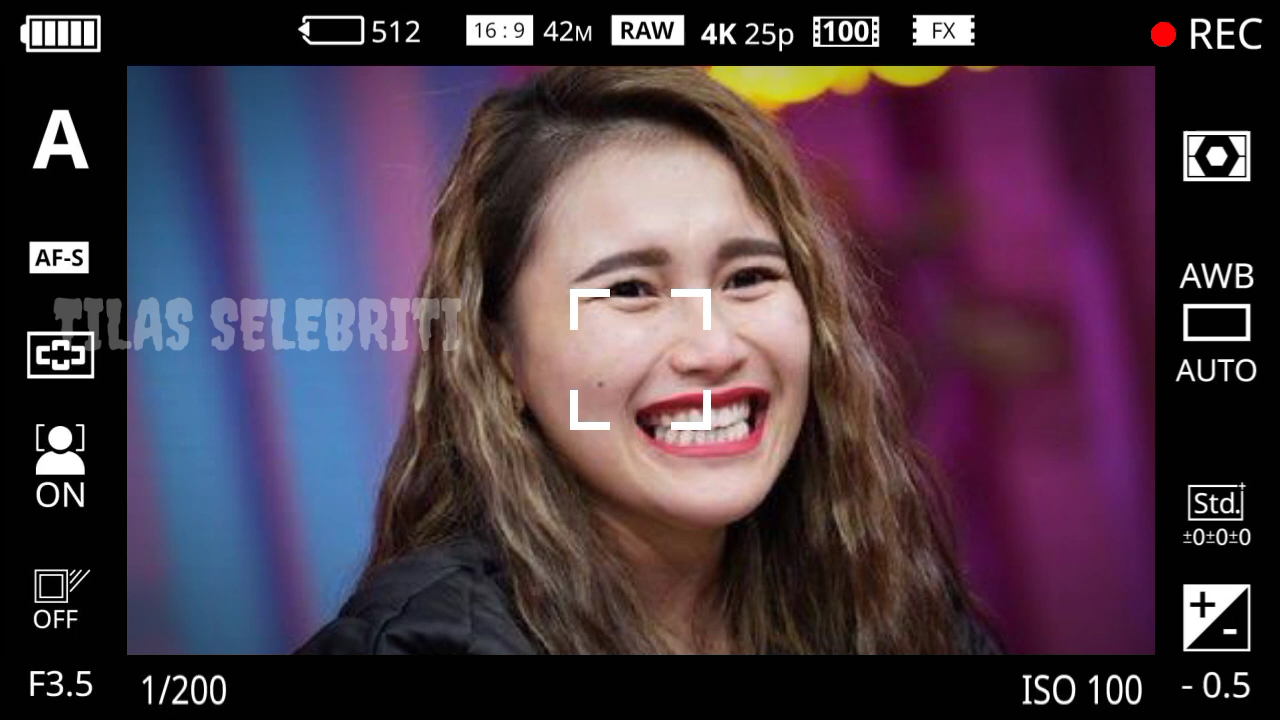 512
16 : 9
42M
RAW
4K 25p
100
FX
REC
A
AF-S
TILAS SELEBRITI
ON
OFF
F3.5
1/200
AWB
AUTO
Std.
±0±0±0
ISO 100
- 0.5